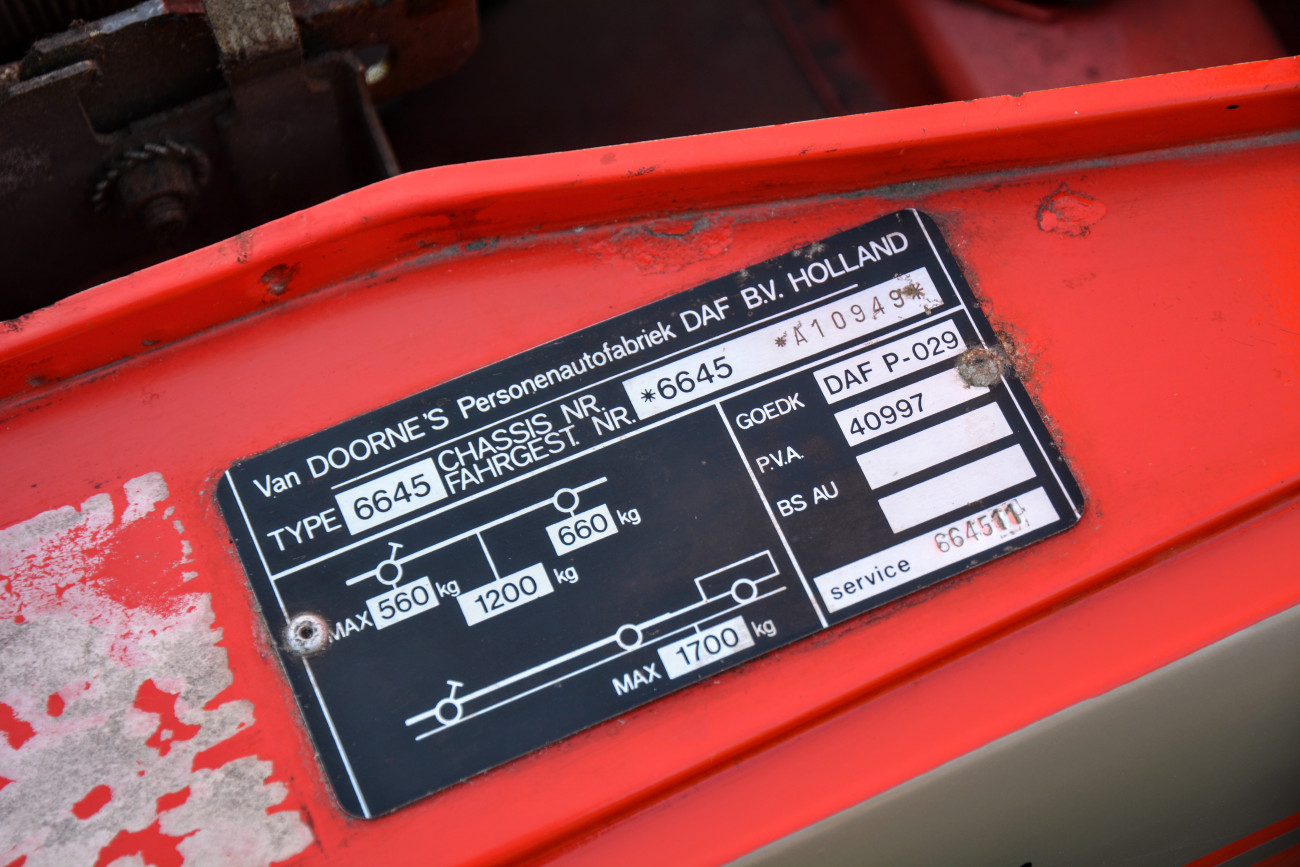 Van DOORNE'S Personenautofabriek DAF B.V. HOLLAND
TYPE 6645 CHASSIS NR. FAHRGEST. NR. *6645 *A10949*
MAX 560 kg 1200 kg 660 kg
MAX 1700 kg
GOEDK DAF P-029
P.V.A. 40997
BS AU
service 664511